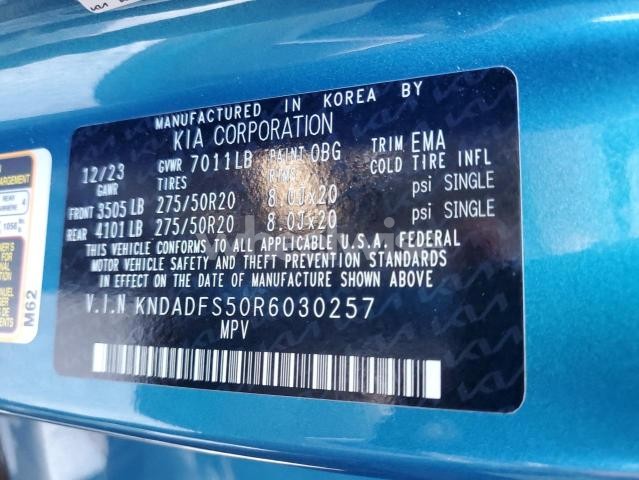 MANUFACTURED IN KOREA BY
KIA CORPORATION
12/23 GVWR 7011LB PAINT OBG TRIM EMA
GAWR TIRES RIMS COLD TIRE INFL
FRONT 3505 LB 275/50R20 8.0Jx20 psi SINGLE
REAR 4101 LB 275/50R20 8.0Jx20 psi SINGLE
THIS VEHICLE CONFORMS TO ALL APPLICABLE U.S.A. FEDERAL
MOTOR VEHICLE SAFETY AND THEFT PREVENTION STANDARDS
IN EFFECT ON THE DATE OF MANUFACTURE SHOWN ABOVE
V.I.N KNDADFS50R6030257
MPV
M62
REAR
4
1056